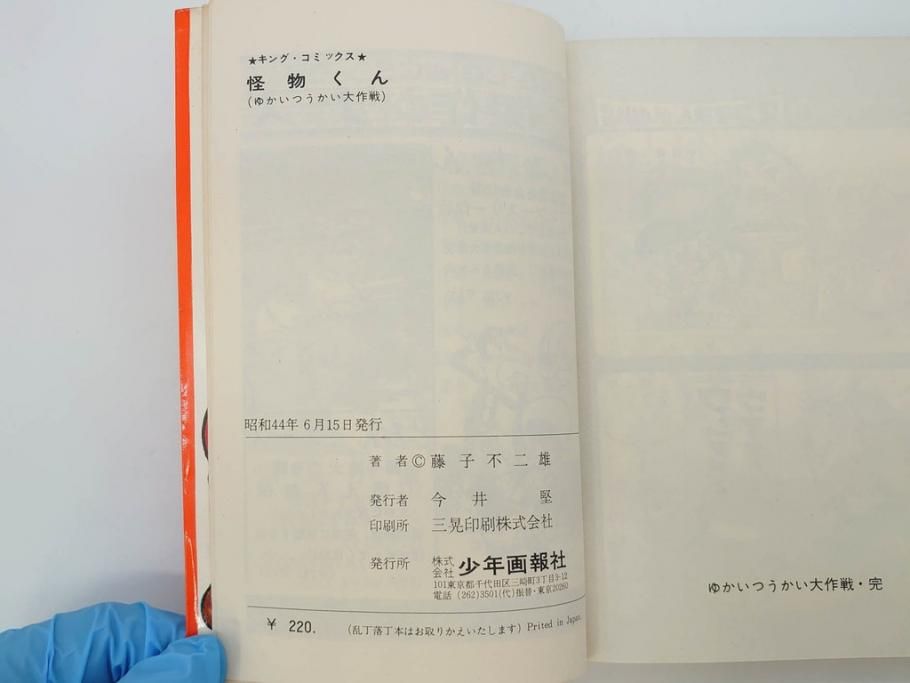 ★キング・コミックス★
怪物くん
(ゆかいつうかい大作戦)
昭和44年 6月15日発行
著者 © 藤子不二雄
発行者 今井 堅
印刷所 三晃印刷株式会社
発行所 株式会社 少年画報社
101東京都千代田区三崎町3丁目3-12
電話 (262)3501(代)振替・東京20260
¥ 220.
(乱丁落丁本はお取りかえいたします) Printed in Japan.
ゆかいつうかい大作戦・完